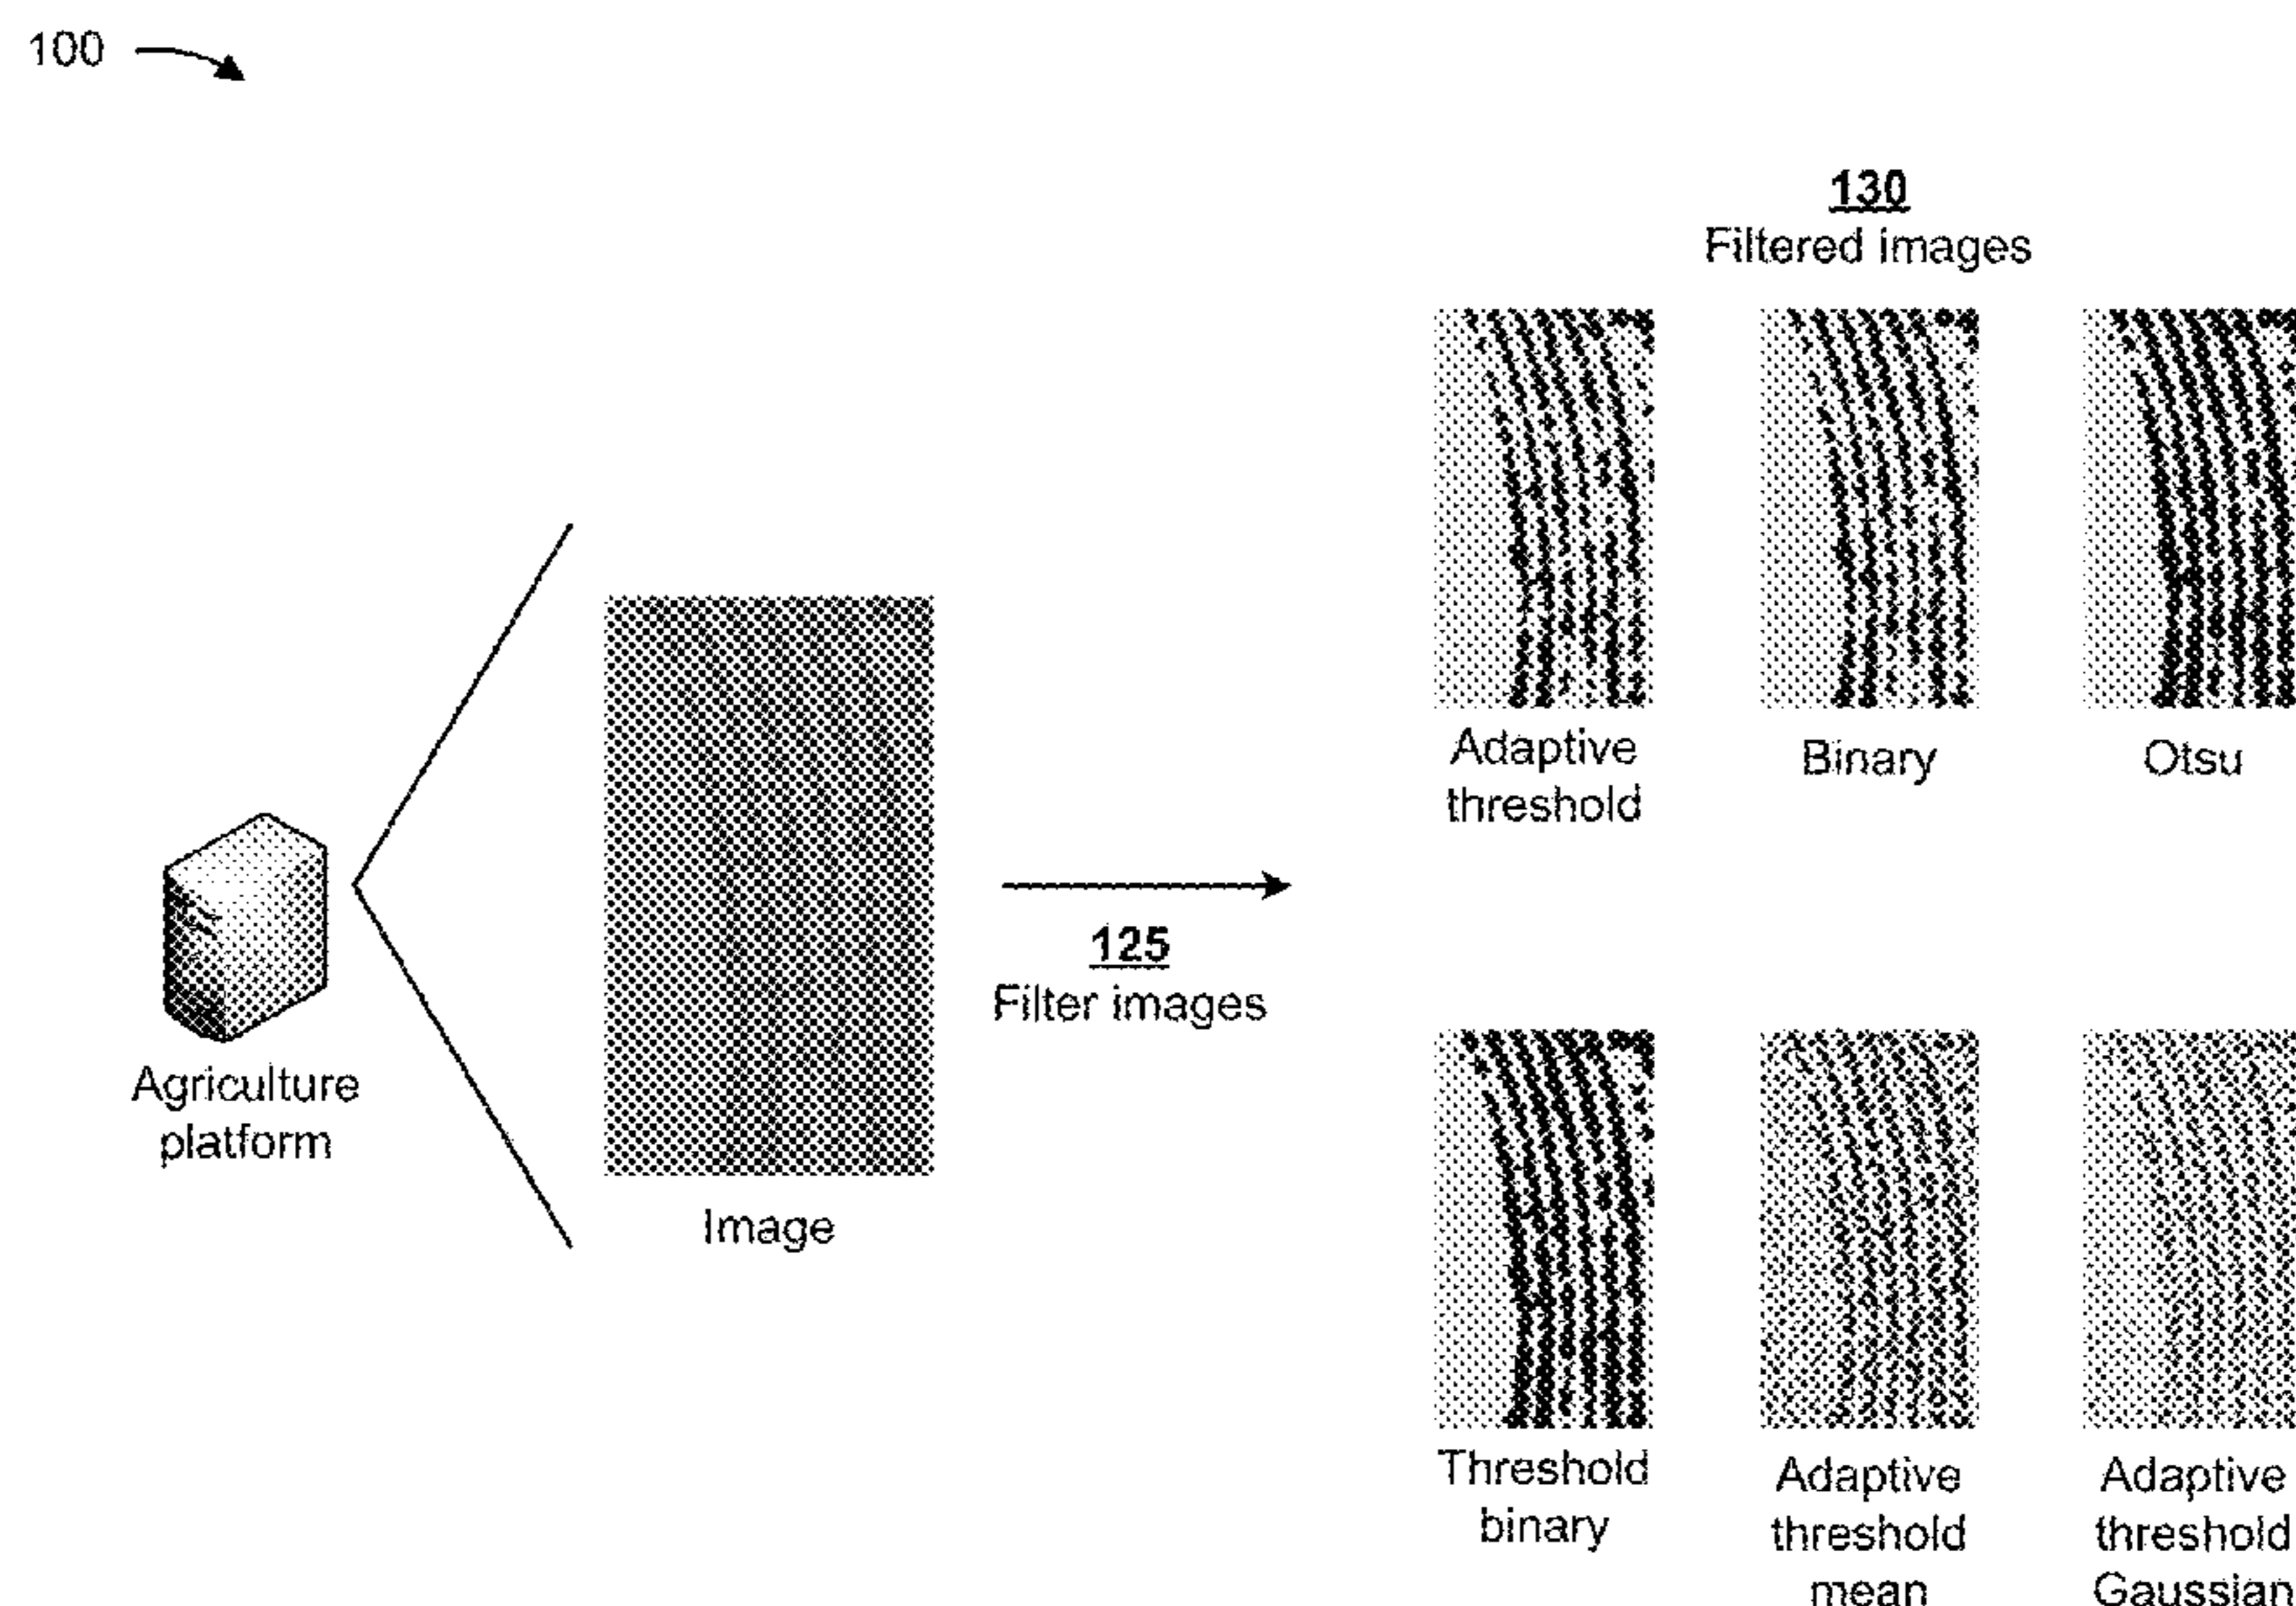 100
130
Filtered images
Adaptive
threshold
Binary
Otsu
125
Filter images
Agriculture
platform
Image
Threshold
binary
Adaptive
threshold
mean
Adaptive
threshold
Gaussian